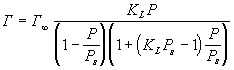 Γ = Γ∞ K_L P / ((1 − P/P_s)(1 + (K_L P_s − 1) P/P_s))